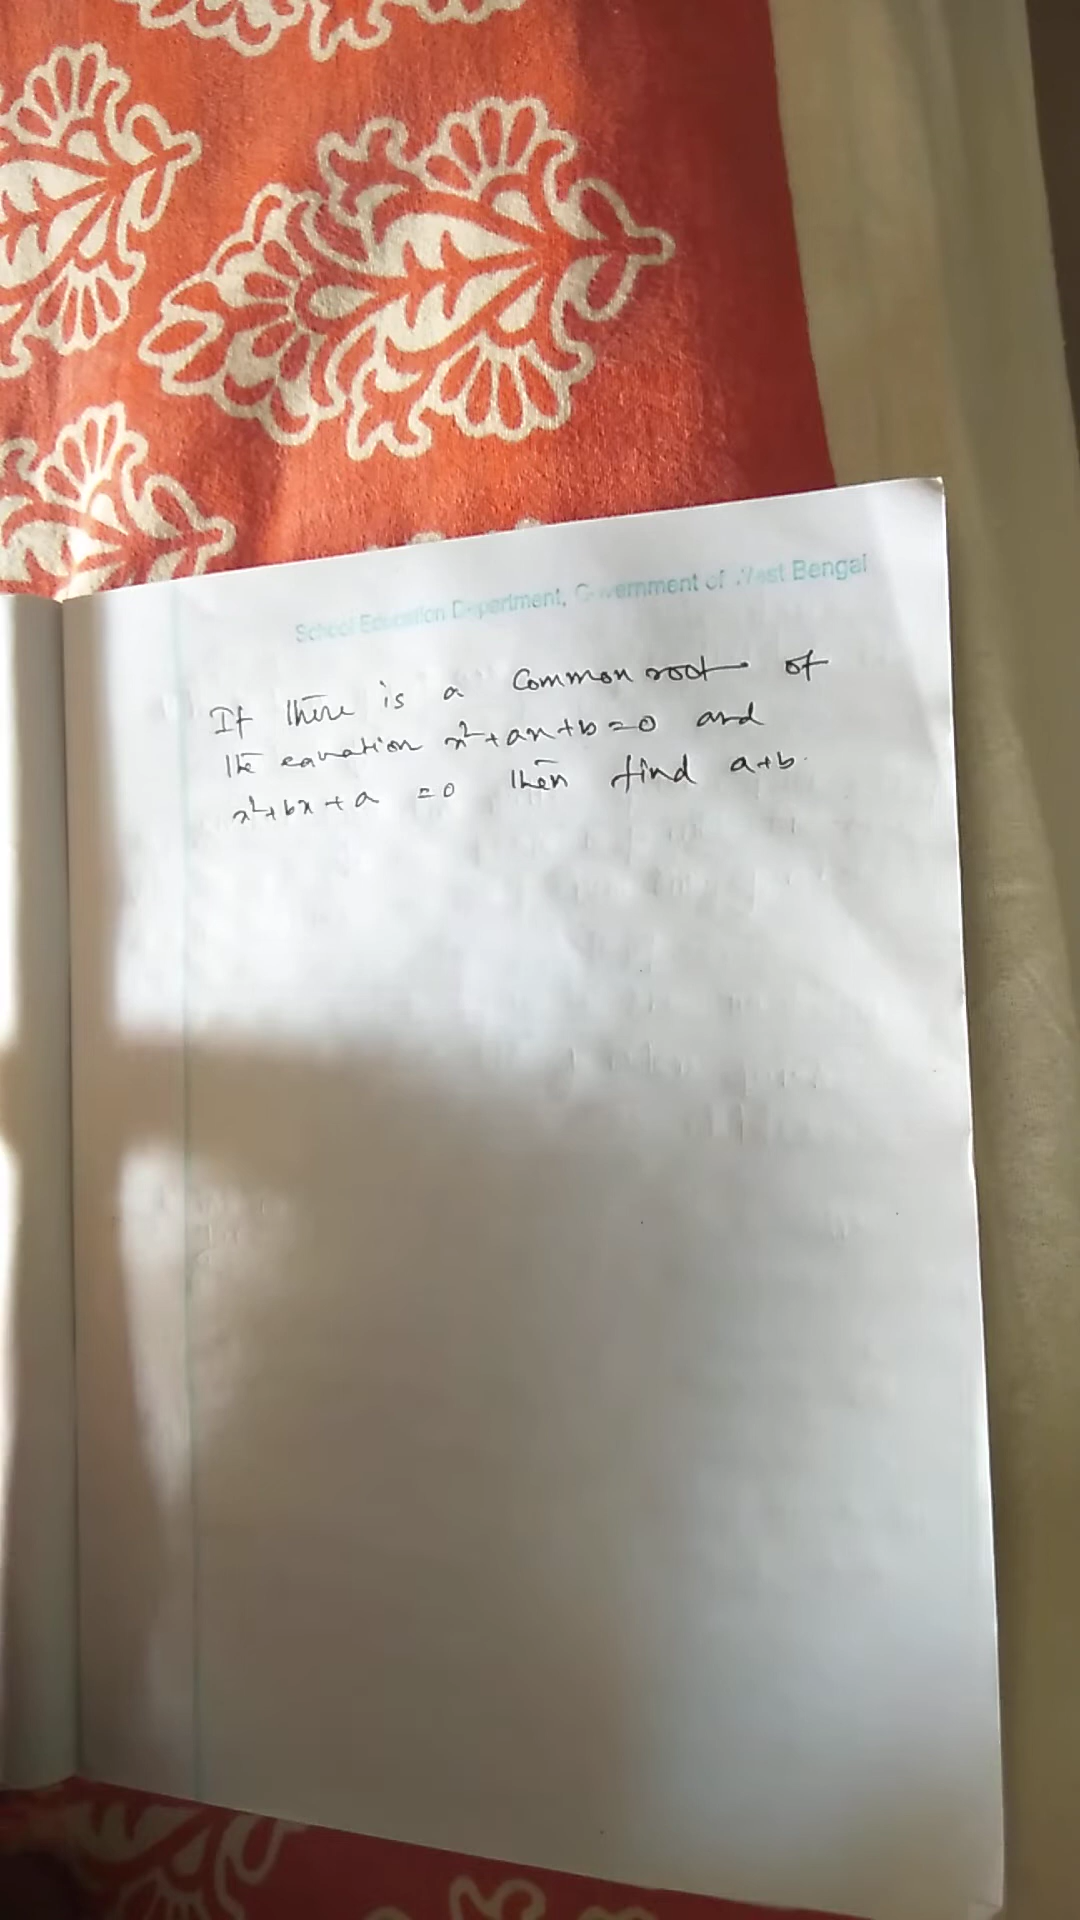 School Education Department, Government of West Bengal
If there is a common root of
the equation x²+ax+b=0 and
x²+bx+a =0 then find a+b.